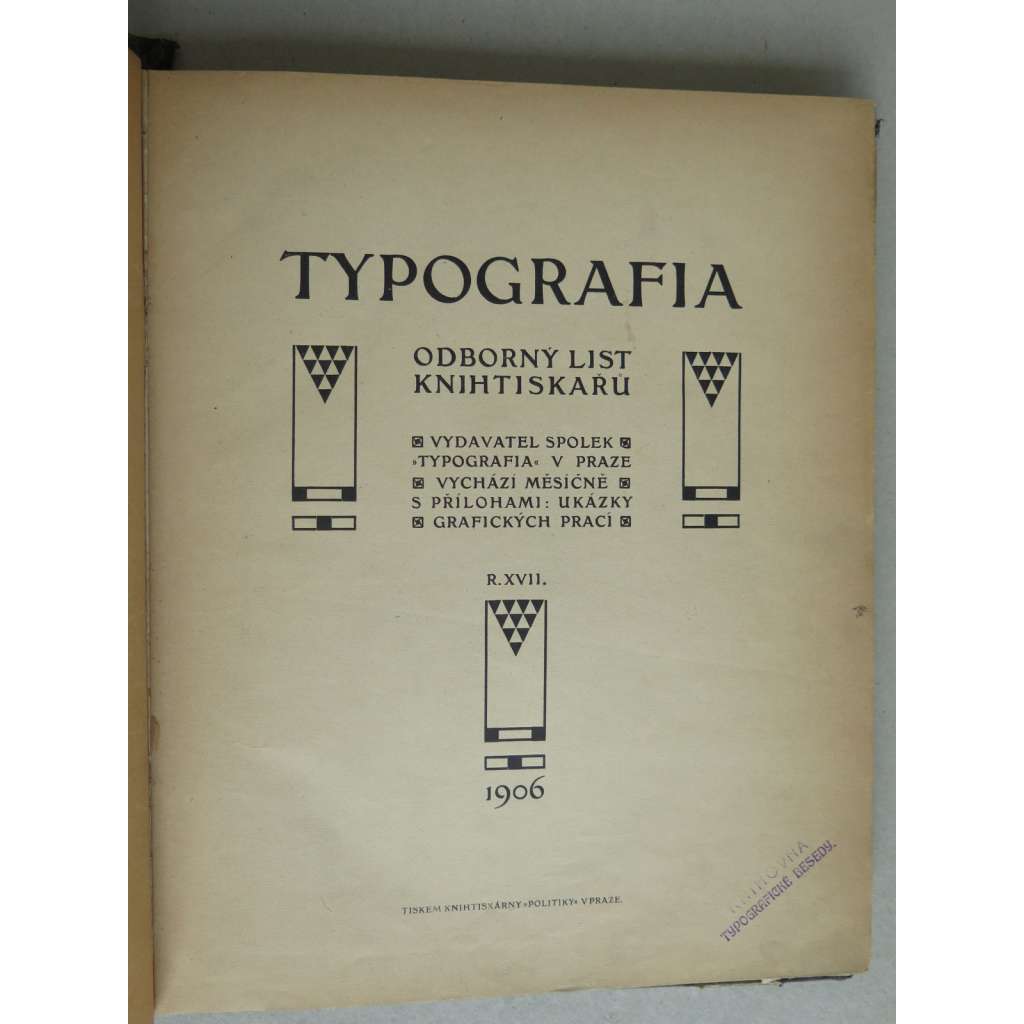 TYPOGRAFIA
ODBORNÝ LIST
KNIHTISKAŘŮ
VYDAVATEL SPOLEK
»TYPOGRAFIA« V PRAZE
VYCHÁZÍ MĚSÍČNĚ
S PŘÍLOHAMI: UKÁZKY
GRAFICKÝCH PRACÍ
R. XVII.
1906
TISKEM KNIHTISKÁRNY »POLITIKY« V PRAZE.
KNIHOVNA
TYPOGRAFICKÉ BESEDY.